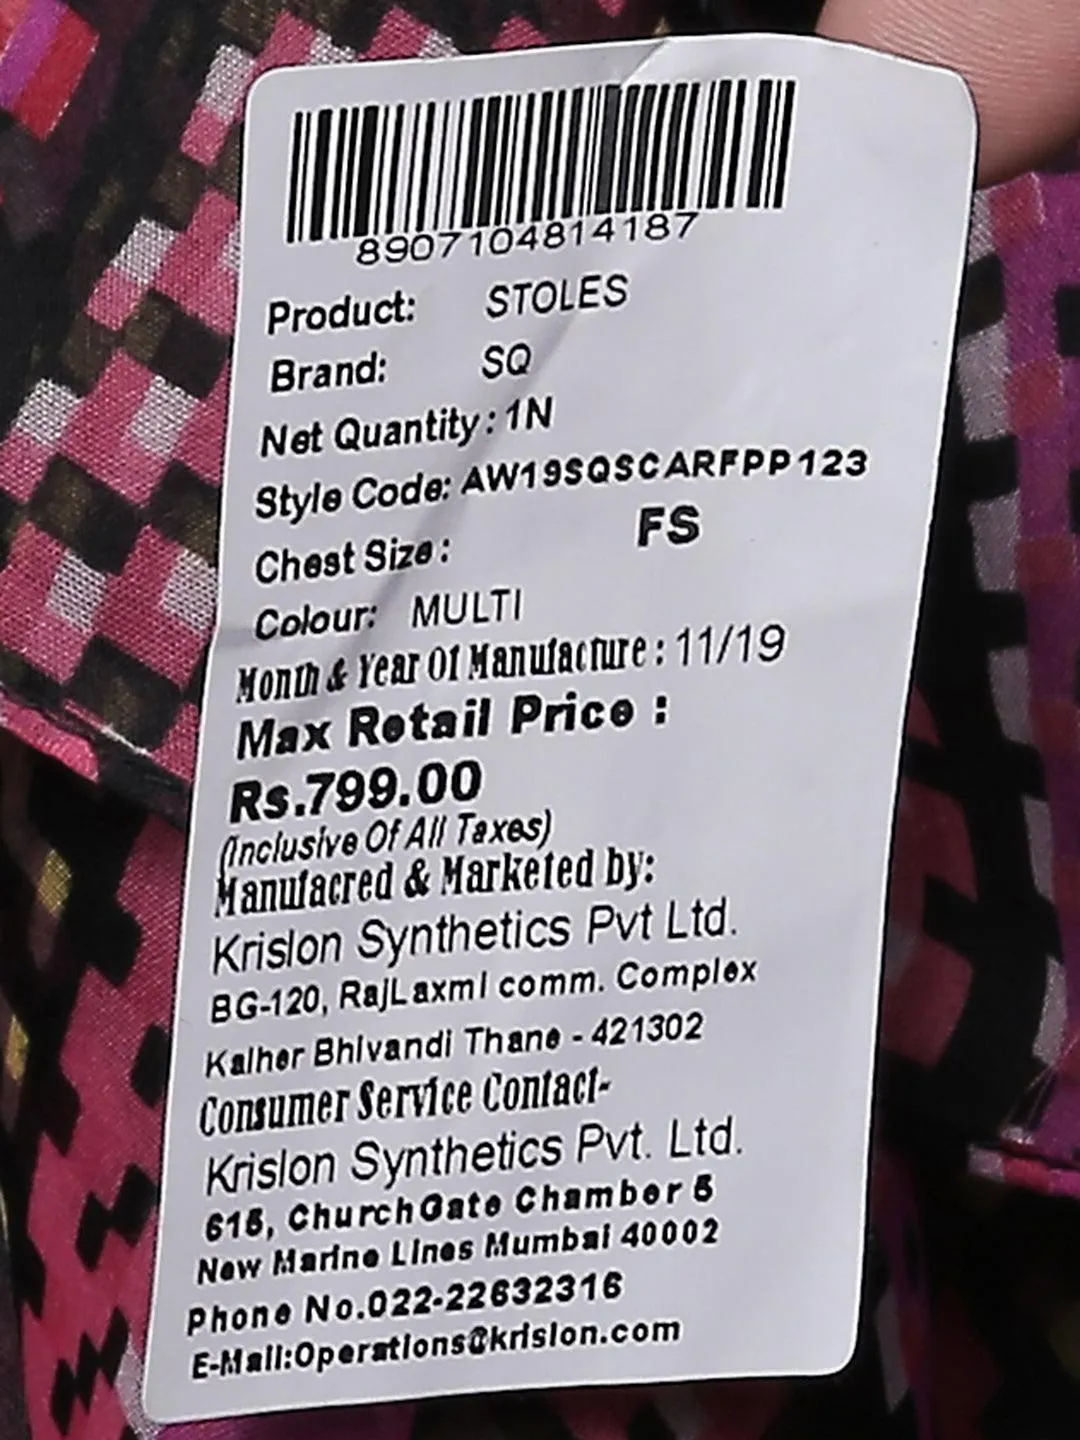 8907104814187
Product: STOLES
Brand: SQ
Net Quantity : 1N
Style Code: AW19SQSCARFPP123
Chest Size : FS
Colour: MULTI
Month & Year Of Manufacture : 11/19
Max Retail Price :
Rs.799.00
(Inclusive Of All Taxes)
Manufacred & Marketed by:
Krislon Synthetics Pvt Ltd.
BG-120, RajLaxmi comm. Complex
Kalher Bhivandi Thane - 421302
Consumer Service Contact-
Krislon Synthetics Pvt. Ltd.
615, ChurchGate Chamber 5
New Marine Lines Mumbai 40002
Phone No.022-22632316
E-Mail:Operations@krislon.com